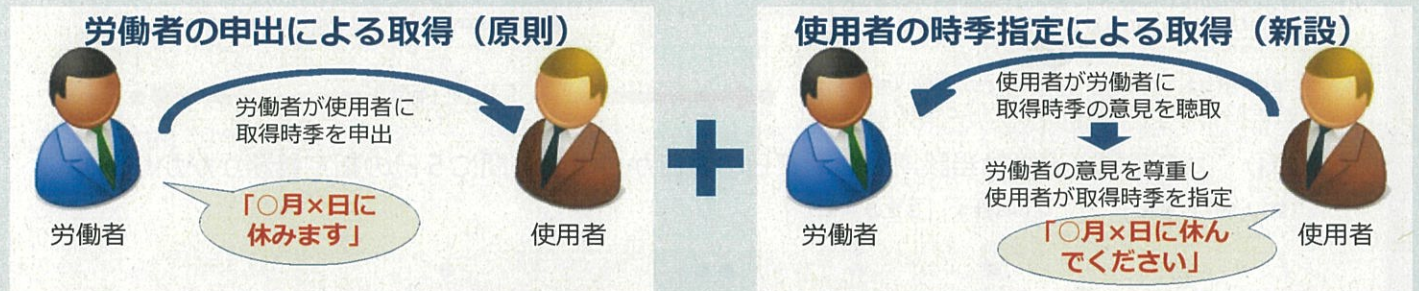 労働者の申出による取得（原則）
労働者が使用者に
取得時季を申出
「○月×日に
休みます」
労働者
使用者
+
使用者の時季指定による取得（新設）
使用者が労働者に
取得時季の意見を聴取
労働者の意見を尊重し
使用者が取得時季を指定
「○月×日に休ん
でください」
労働者
使用者